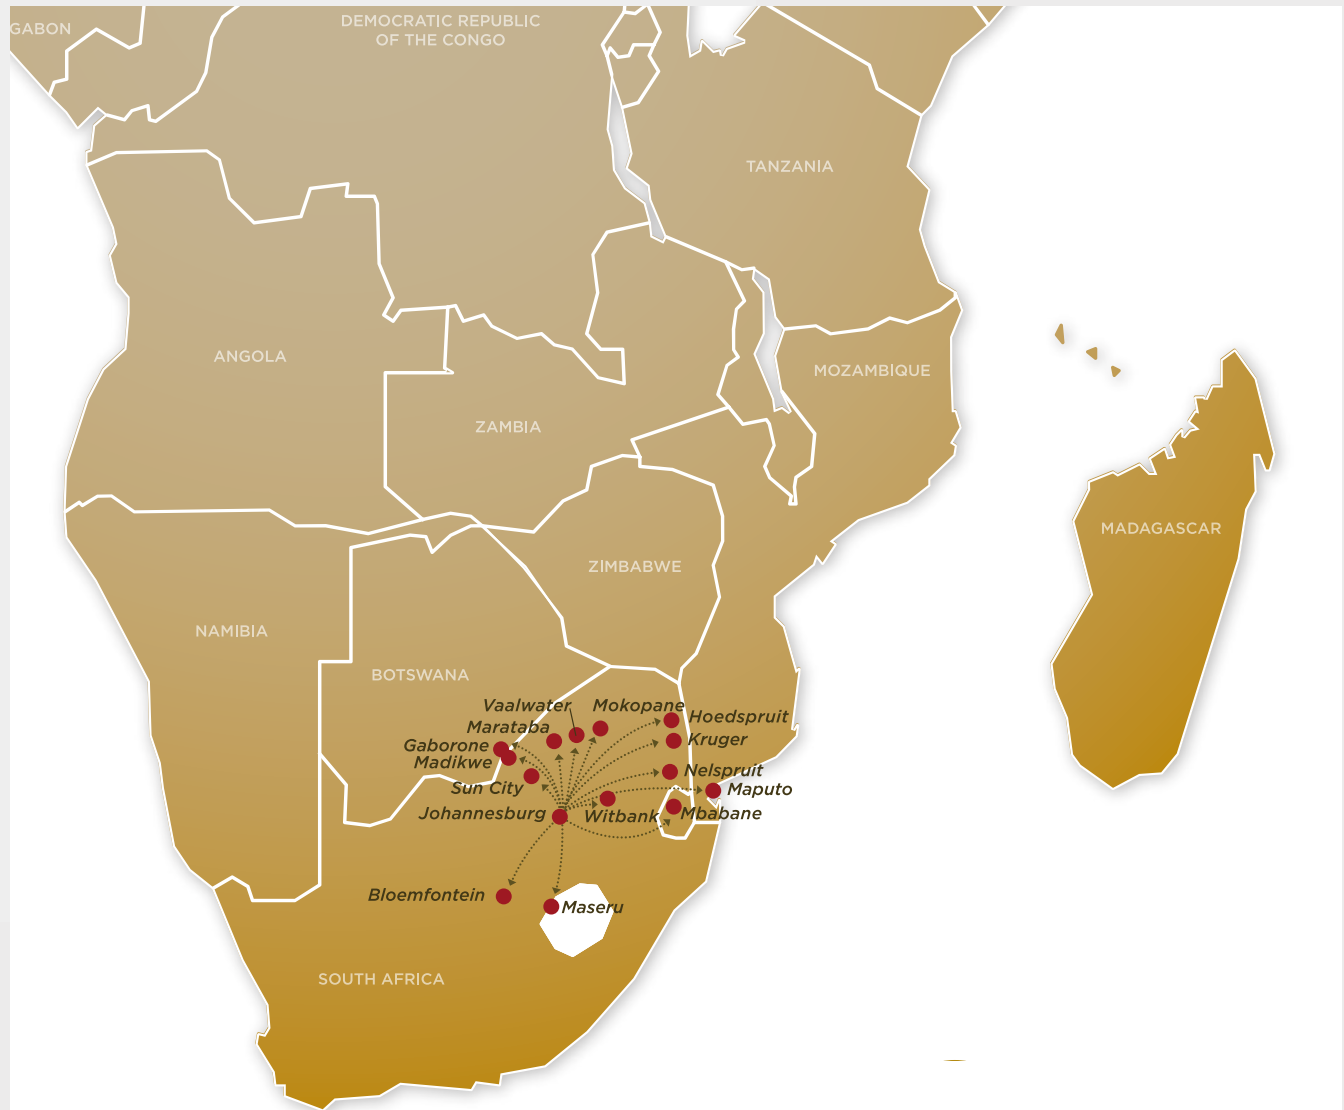 GABON
DEMOCRATIC REPUBLIC
OF THE CONGO
TANZANIA
ANGOLA
MOZAMBIQUE
ZAMBIA
MADAGASCAR
ZIMBABWE
NAMIBIA
BOTSWANA
Vaalwater
Mokopane
Hoedspruit
Marataba
Kruger
Gaborone
Madikwe
Nelspruit
Sun City
Maputo
Johannesburg
Witbank
Mbabane
Bloemfontein
Maseru
SOUTH AFRICA